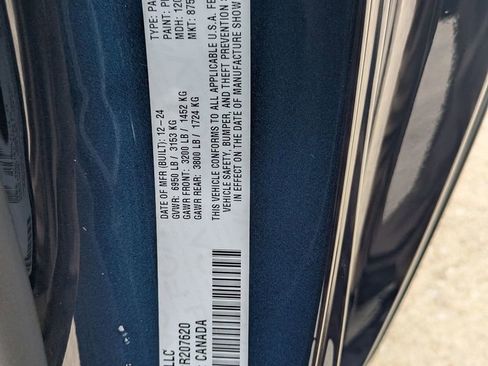 LLC
R207620
CANADA
DATE OF MFR (BUILT): 12-24
GVWR: 6950 LB / 3153 KG
GAWR FRONT: 3200 LB / 1452 KG
GAWR REAR: 3800 LB / 1724 KG
THIS VEHICLE CONFORMS TO ALL APPLICABLE U.S.A. FE
VEHICLE SAFETY, BUMPER, AND THEFT PREVENTION S
IN EFFECT ON THE DATE OF MANUFACTURE SHOW
TYPE: PA
PAINT: P
MDH: 120
MKT: 875